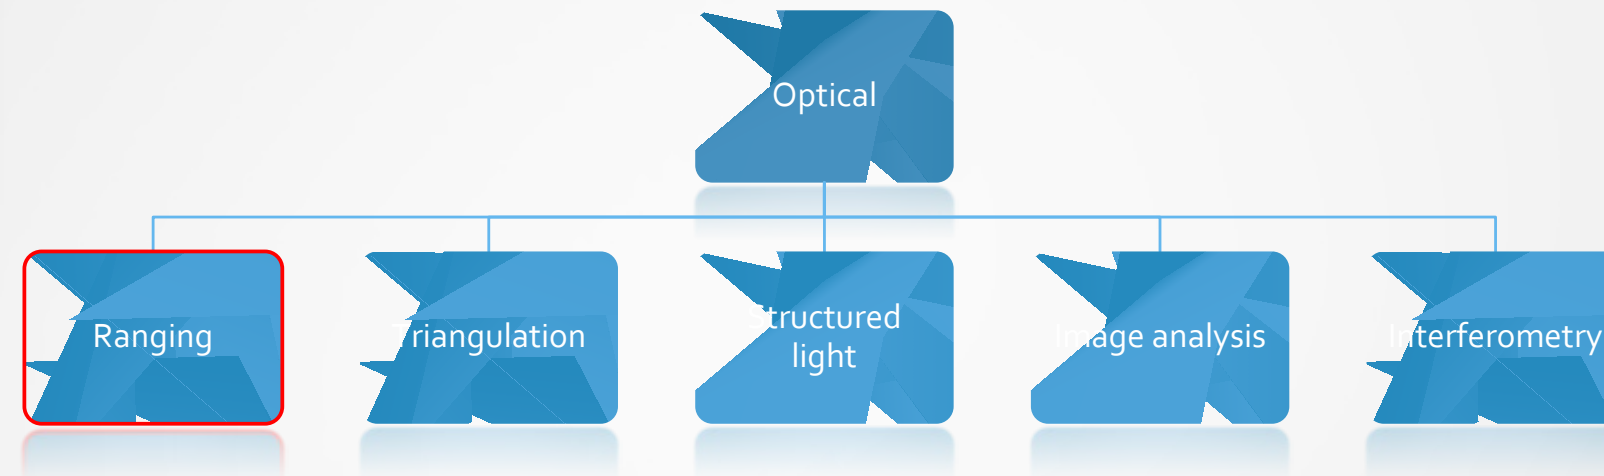 Optical
Ranging
Triangulation
Structured
light
Image analysis
Interferometry